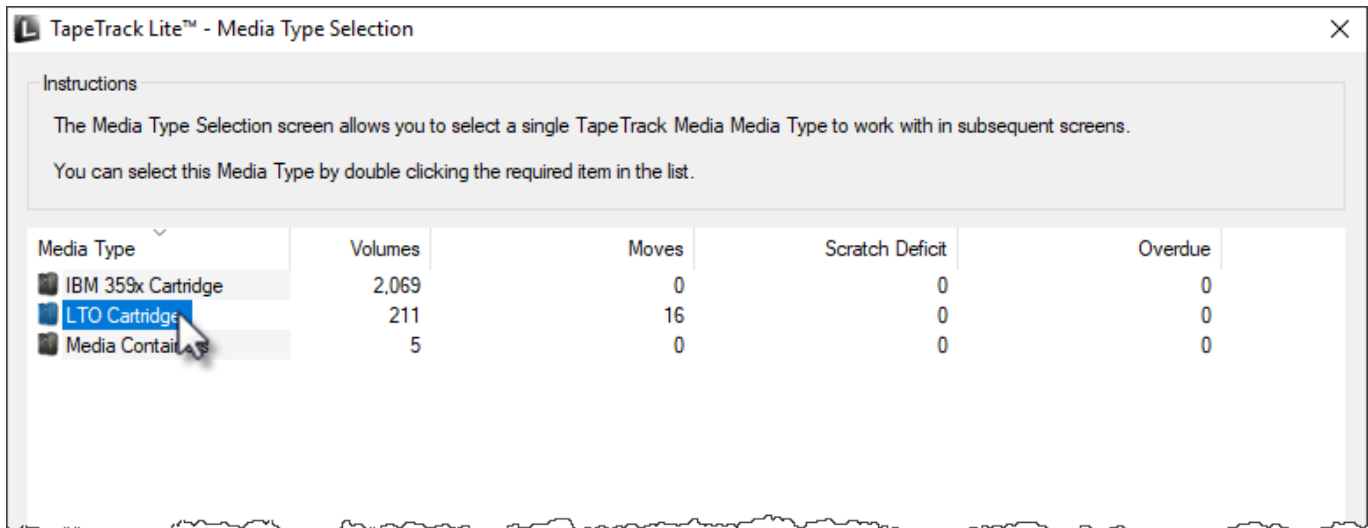 TapeTrack Lite™ - Media Type Selection
Instructions
The Media Type Selection screen allows you to select a single TapeTrack Media Media Type to work with in subsequent screens.
You can select this Media Type by double clicking the required item in the list.
Media Type Volumes Moves Scratch Deficit Overdue
IBM 359x Cartridge 2,069 0 0 0
LTO Cartridge 211 16 0 0
Media 5 0 0 0